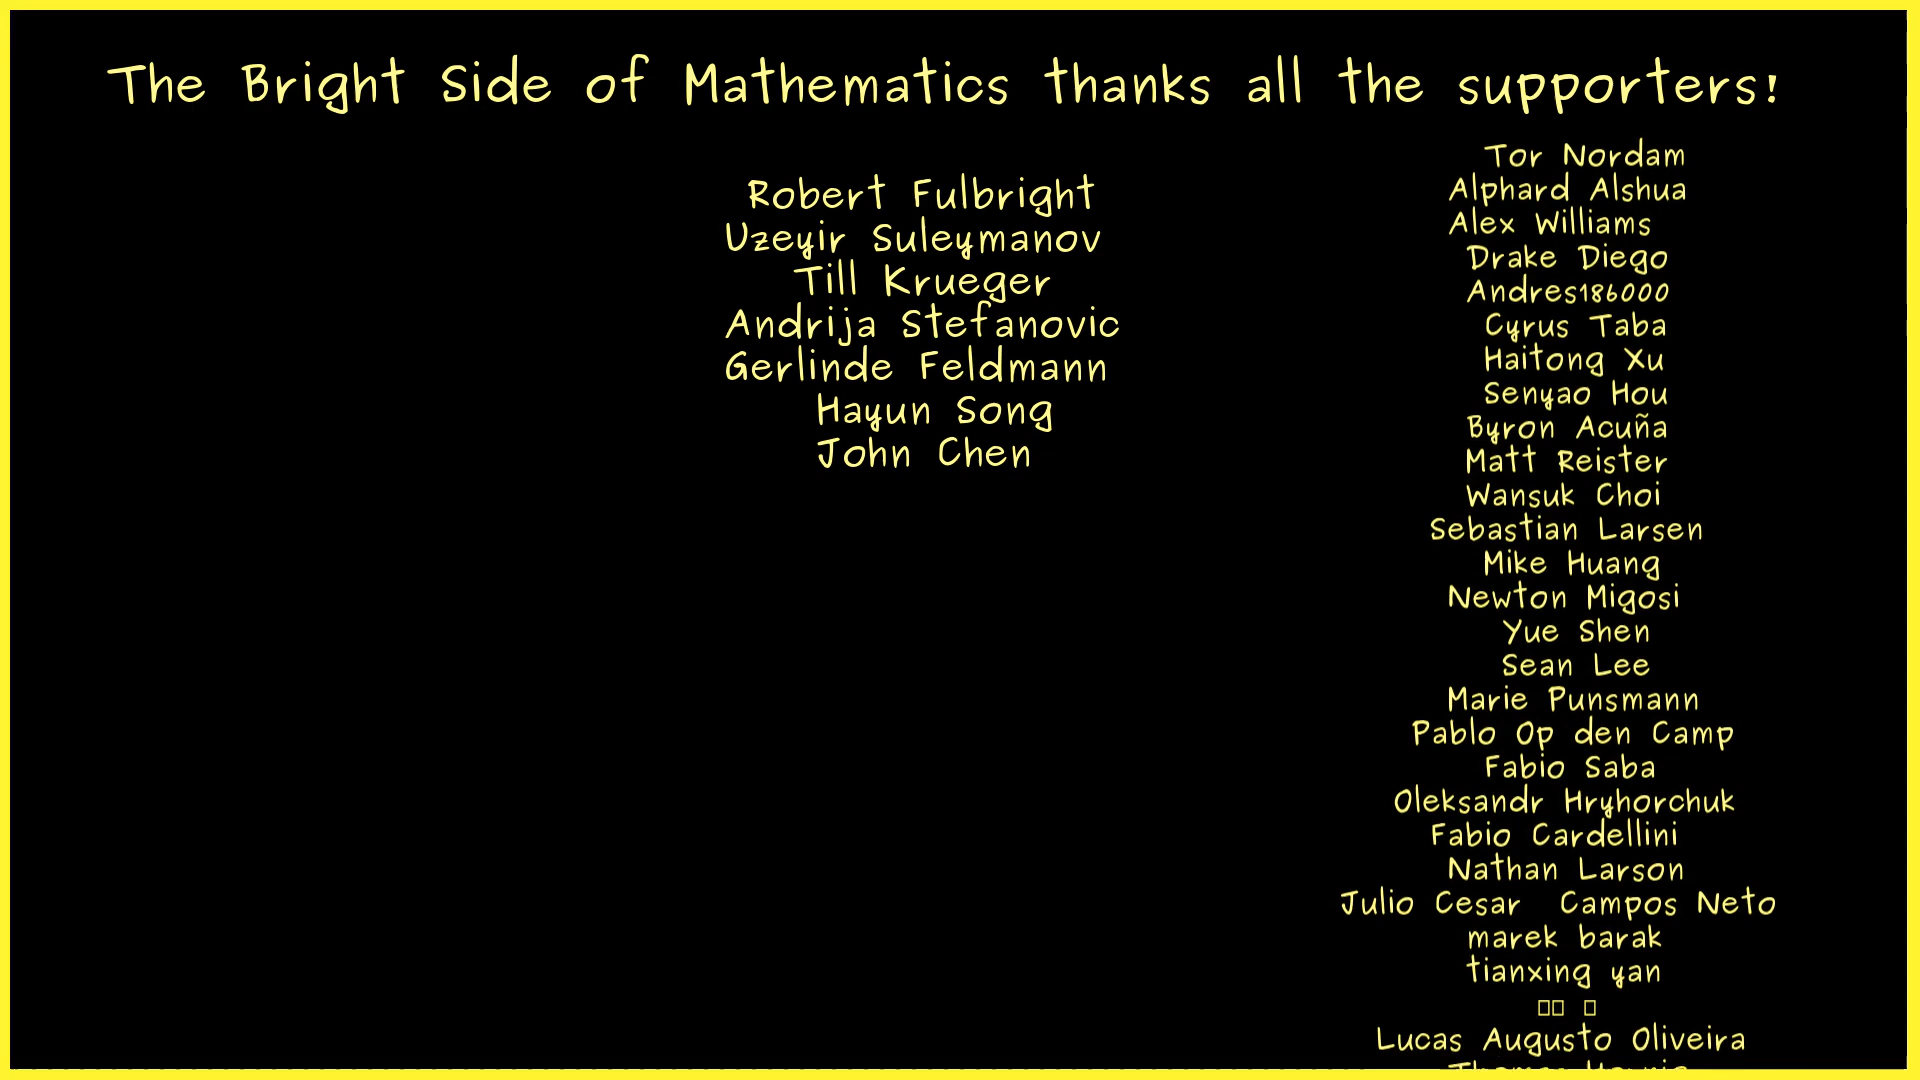 The Bright Side of Mathematics thanks all the supporters!
Robert Fulbright
Uzeyir Suleymanov
Till Krueger
Andrija Stefanovic
Gerlinde Feldmann
Hayun Song
John Chen
Tor Nordam
Alphard Alshua
Alex Williams
Drake Diego
Andres186000
Cyrus Taba
Haitong Xu
Senyao Hou
Byron Acuña
Matt Reister
Wansuk Choi
Sebastian Larsen
Mike Huang
Newton Migosi
Yue Shen
Sean Lee
Marie Punsmann
Pablo Op den Camp
Fabio Saba
Oleksandr Hryhorchuk
Fabio Cardellini
Nathan Larson
Julio Cesar Campos Neto
marek barak
tianxing yan
Lucas Augusto Oliveira